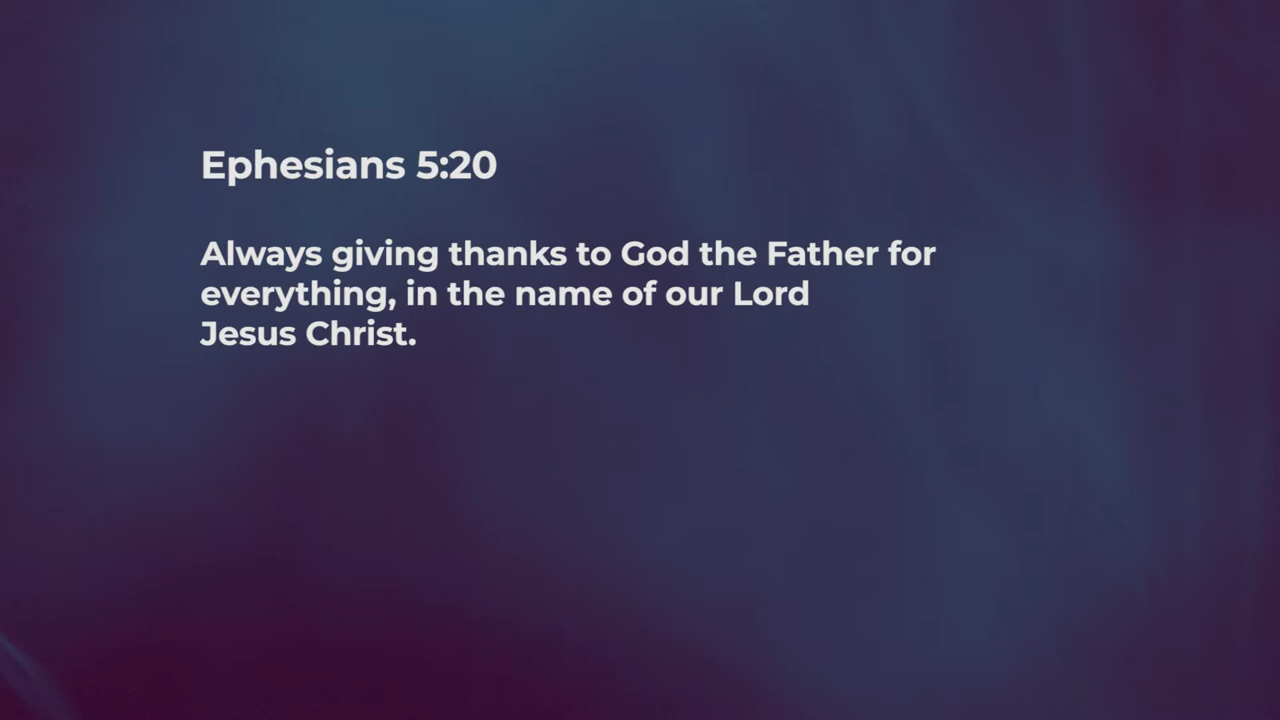 Ephesians 5:20
Always giving thanks to God the Father for
everything, in the name of our Lord
Jesus Christ.